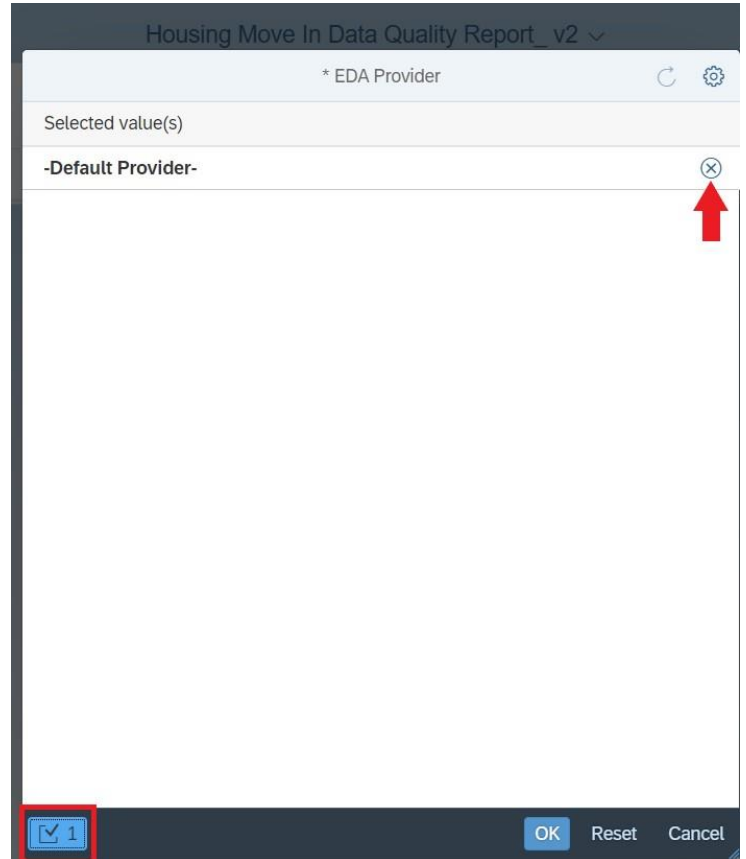 Housing Move In Data Quality Report_ v2
* EDA Provider
Selected value(s)
-Default Provider-
1
OK Reset Cancel